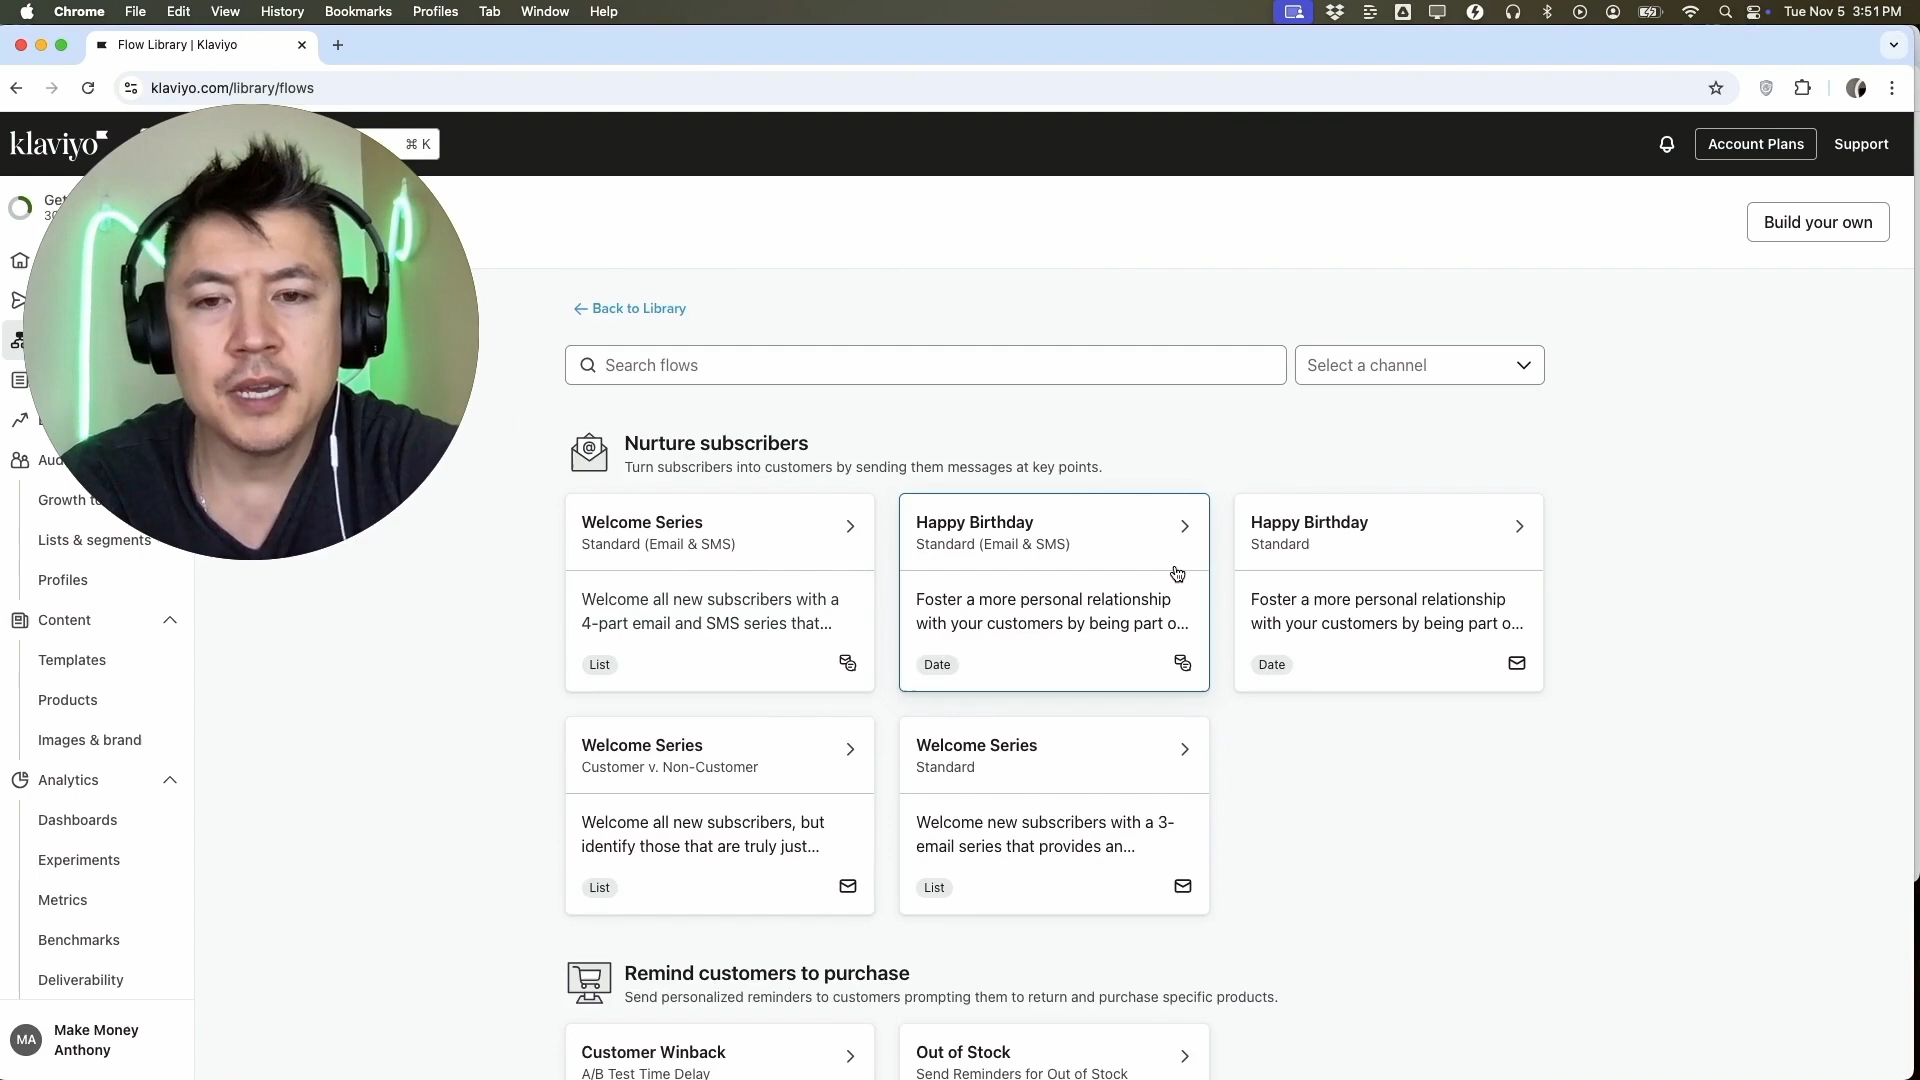 Chrome File Edit View History Bookmarks Profiles Tab Window Help
Tue Nov 5 3:51 PM
Flow Library | Klaviyo
klaviyo.com/library/flows
klaviyo
⌘ K
Account Plans
Support
Build your own
Back to Library
Search flows
Select a channel
Nurture subscribers
Turn subscribers into customers by sending them messages at key points.
Welcome Series
Standard (Email & SMS)
Welcome all new subscribers with a
4-part email and SMS series that...
List
Happy Birthday
Standard (Email & SMS)
Foster a more personal relationship
with your customers by being part o...
Date
Happy Birthday
Standard
Foster a more personal relationship
with your customers by being part o...
Date
Welcome Series
Customer v. Non-Customer
Welcome all new subscribers, but
identify those that are truly just...
List
Welcome Series
Standard
Welcome new subscribers with a 3-
email series that provides an...
List
Remind customers to purchase
Send personalized reminders to customers prompting them to return and purchase specific products.
Customer Winback
A/B Test Time Delay
Out of Stock
Send Reminders for Out of Stock
Growth
Lists & segments
Profiles
Content
Templates
Products
Images & brand
Analytics
Dashboards
Experiments
Metrics
Benchmarks
Deliverability
MA
Make Money
Anthony